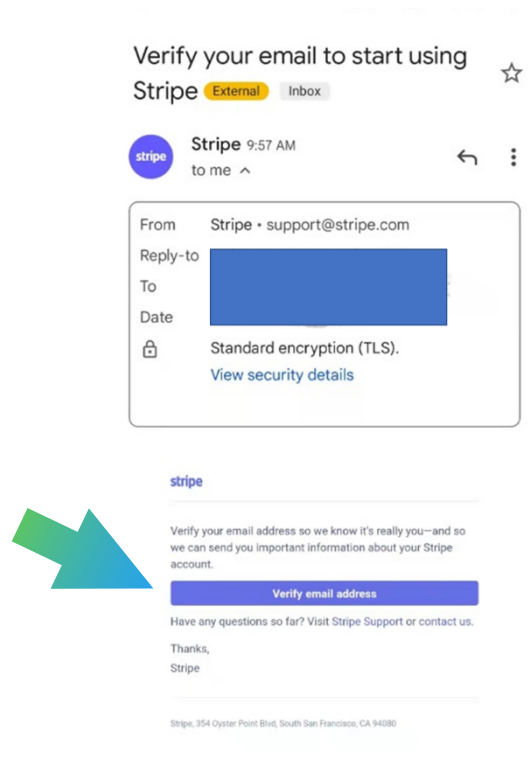 Verify your email to start using
Stripe External Inbox
stripe
Stripe 9:57 AM
to me
From Stripe • support@stripe.com
Reply-to
To
Date
Standard encryption (TLS).
View security details
stripe
Verify your email address so we know it's really you—and so
we can send you important information about your Stripe
account.
Verify email address
Have any questions so far? Visit Stripe Support or contact us.
Thanks,
Stripe
Stripe, 354 Oyster Point Blvd, South San Francisco, CA 94080